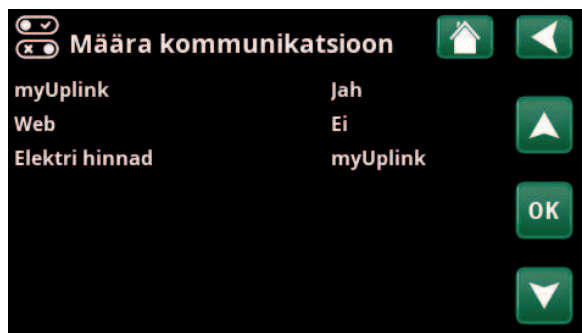 Määra kommunikatsioon
myUplink Jah
Web Ei
Elektri hinnad myUplink
OK